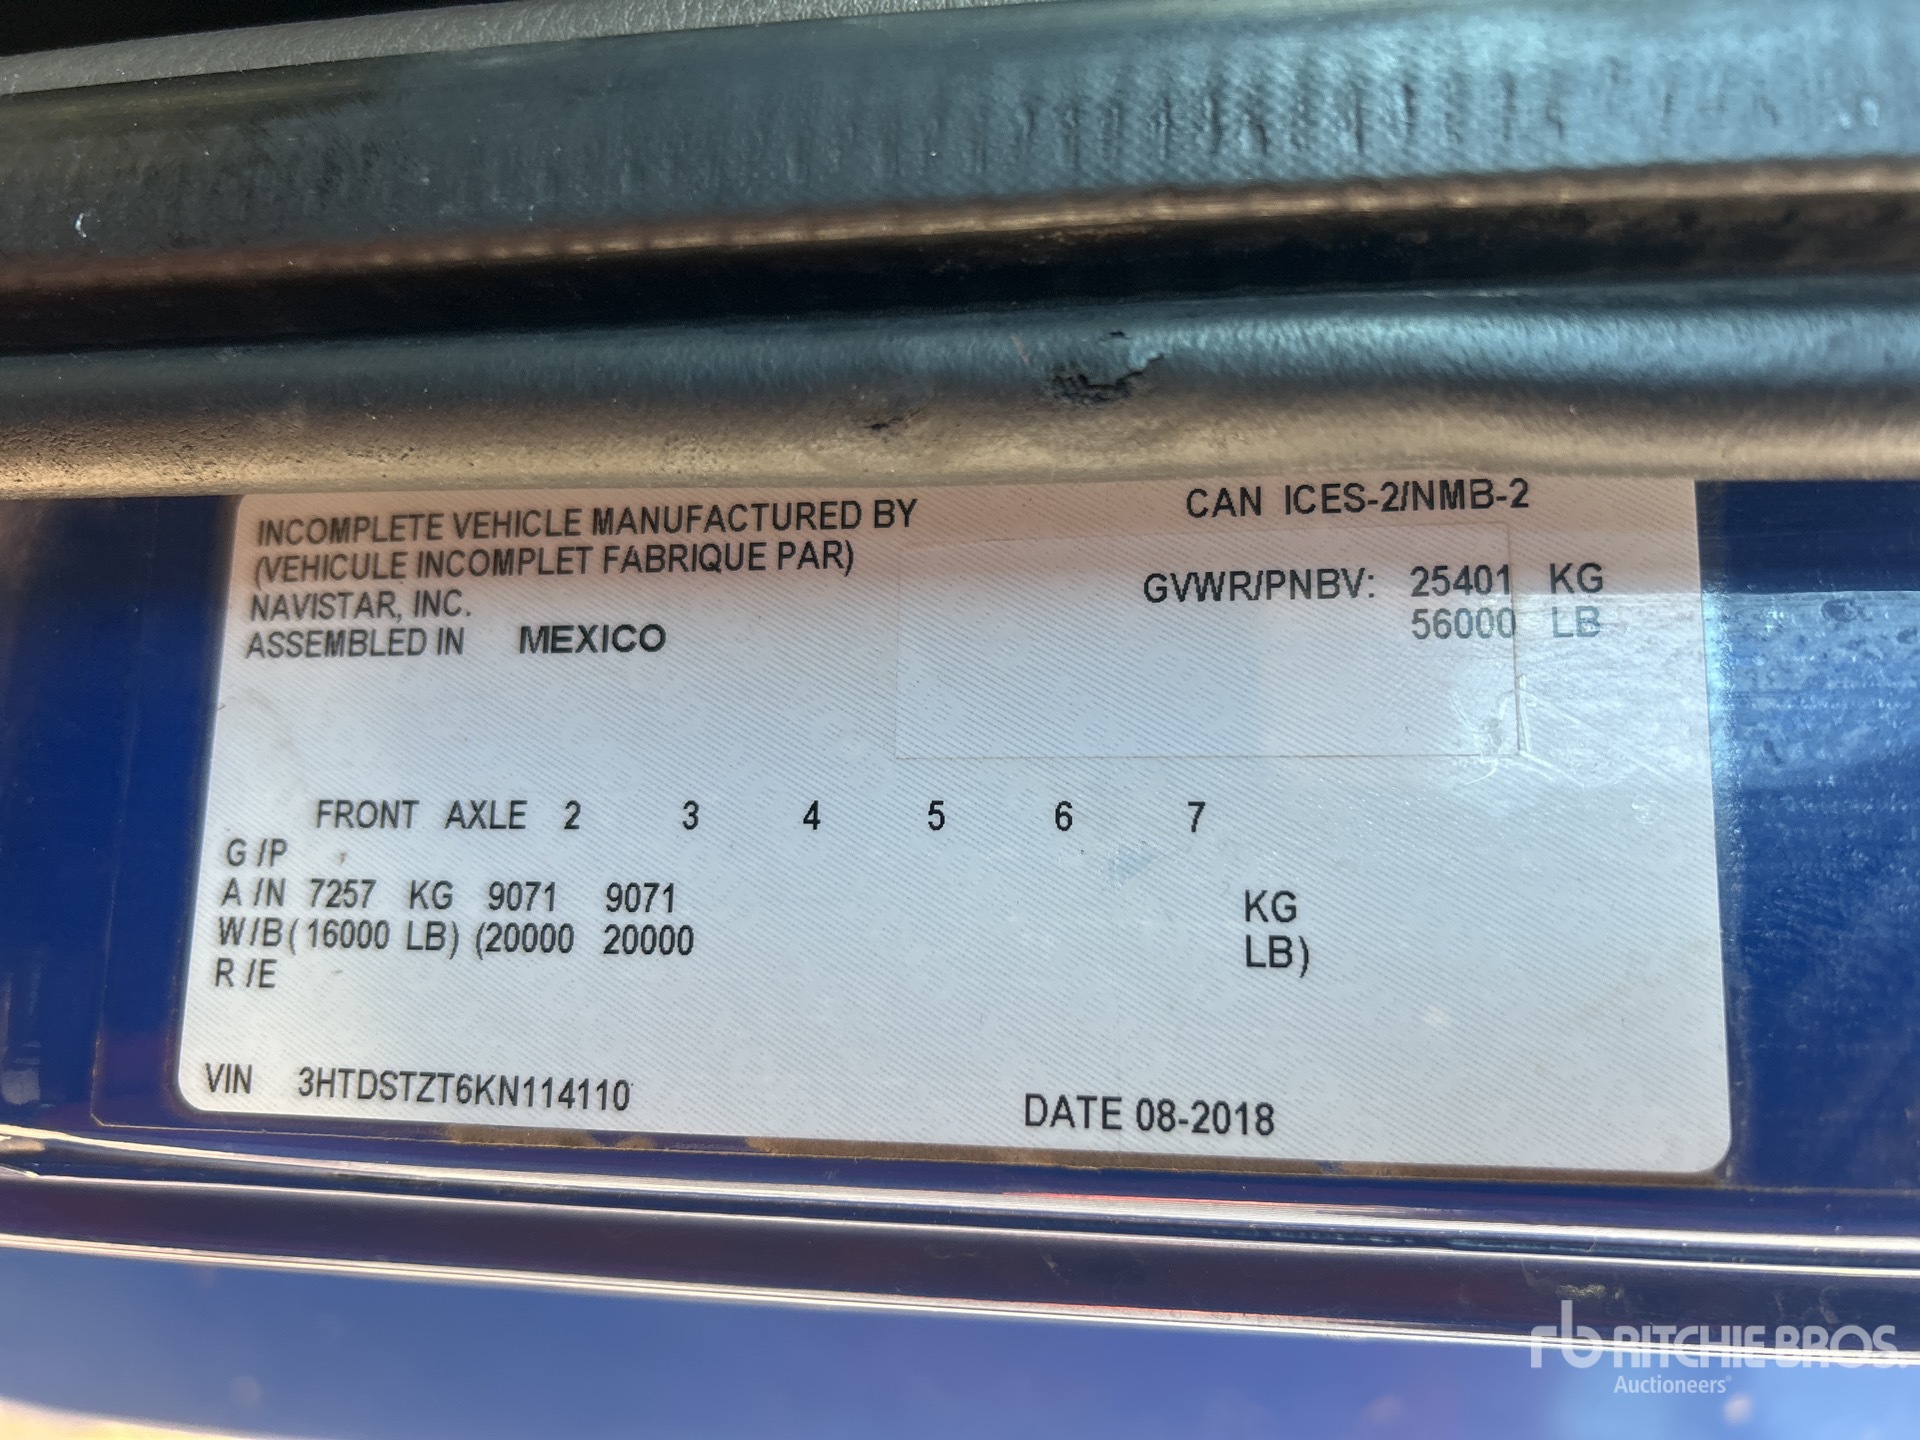 INCOMPLETE VEHICLE MANUFACTURED BY
(VEHICULE INCOMPLET FABRIQUE PAR)
NAVISTAR, INC.
ASSEMBLED IN MEXICO
CAN ICES-2/NMB-2
GVWR/PNBV: 25401 KG
56000 LB
FRONT AXLE 2 3 4 5 6 7
G /P
A /N 7257 KG 9071 9071 KG
W/B (16000 LB) (20000 20000 LB)
R /E
VIN 3HTDSTZT6KN114110
DATE 08-2018
rb RITCHIE BROS.
Auctioneers